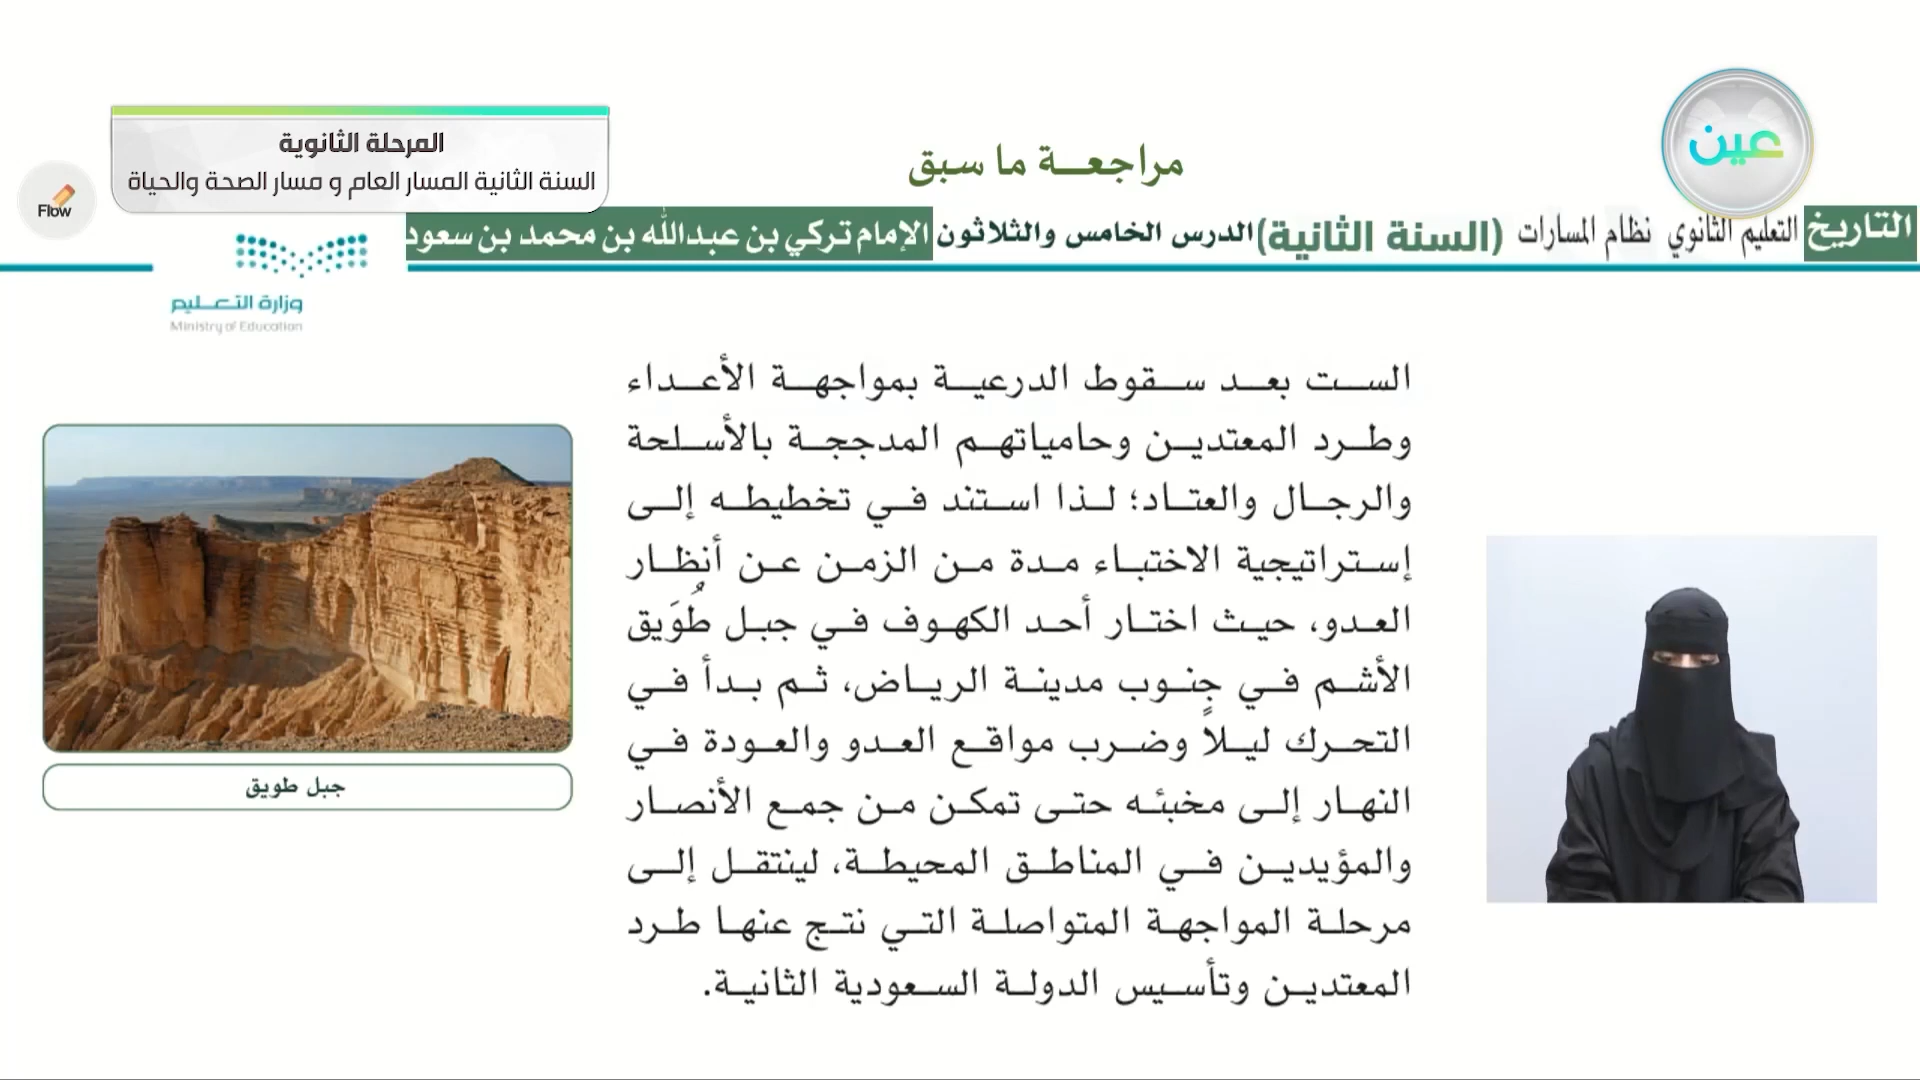 عين
المرحلة الثانوية
السنة الثانية المسار العام و مسار الصحة والحياة
Flow
مراجعة ما سبق
التاريخ التعليم الثانوي نظام المسارات (السنة الثانية) الدرس الخامس والثلاثون الإمام تركي بن عبدالله بن محمد بن سعود
وزارة التعليم
Ministry of Education
الست بعد سقوط الدرعية بمواجهة الأعداء
وطرد المعتدين وحامياتهم المدججة بالأسلحة
والرجال والعتاد؛ لذا استند في تخطيطه إلى
إستراتيجية الاختباء مدة من الزمن عن أنظار
العدو، حيث اختار أحد الكهوف في جبل طُوَيق
الأشم في جنوب مدينة الرياض، ثم بدأ في
التحرك ليلاً وضرب مواقع العدو والعودة في
النهار إلى مخبئه حتى تمكن من جمع الأنصار
والمؤيدين في المناطق المحيطة، لينتقل إلى
مرحلة المواجهة المتواصلة التي نتج عنها طرد
المعتدين وتأسيس الدولة السعودية الثانية.
جبل طويق